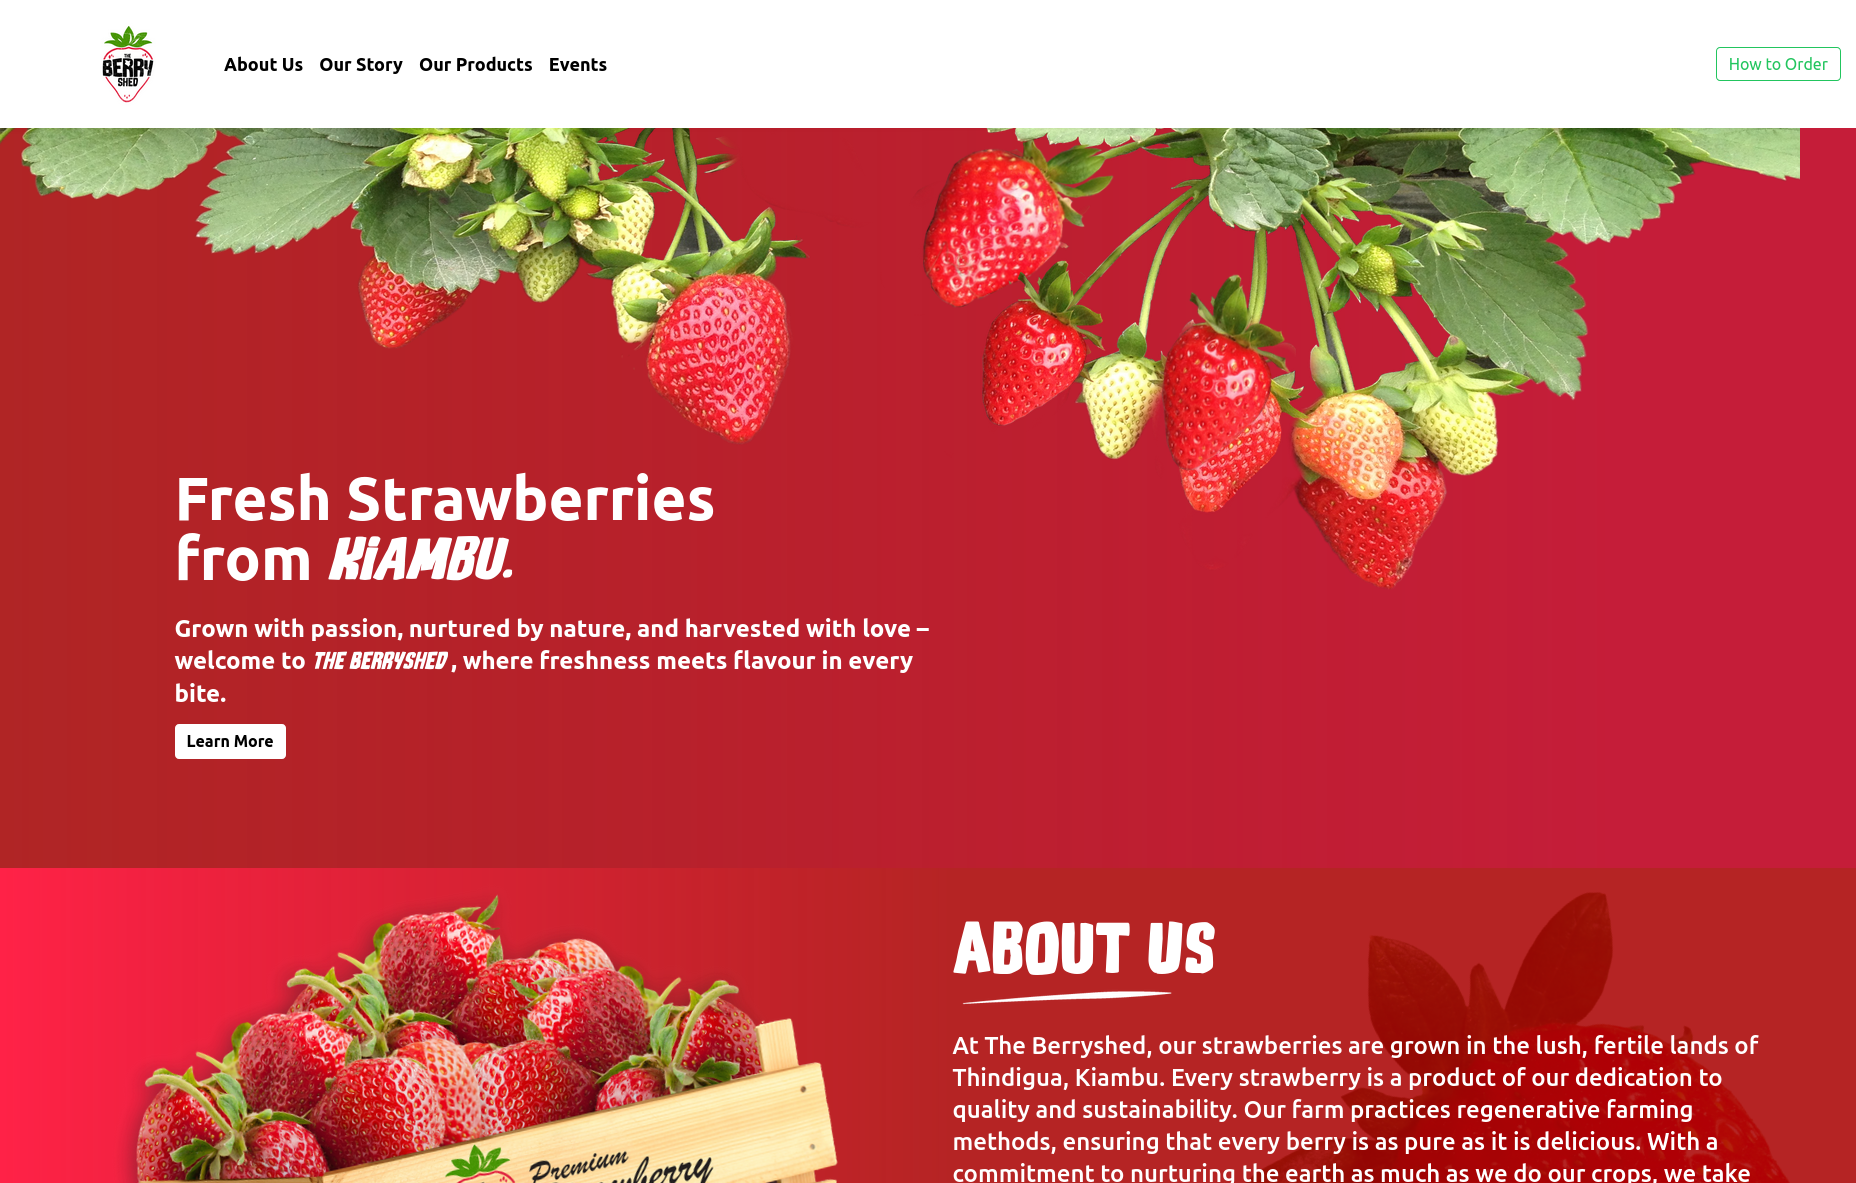 THE
BERRY
SHED
About Us
Our Story
Our Products
Events
How to Order
Fresh Strawberries
from KiAMBU.
Grown with passion, nurtured by nature, and harvested with love –
welcome to THE BERRYSHED , where freshness meets flavour in every
bite.
Learn More
ABOUT US
At The Berryshed, our strawberries are grown in the lush, fertile lands of
Thindigua, Kiambu. Every strawberry is a product of our dedication to
quality and sustainability. Our farm practices regenerative farming
methods, ensuring that every berry is as pure as it is delicious. With a
commitment to nurturing the earth as much as we do our crops, we take
Premium